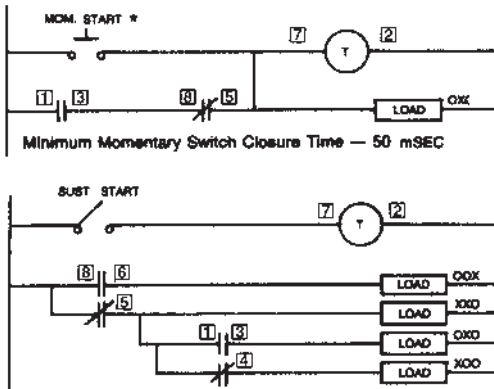 MOM. START *
7 T 2
1 3 8 5 LOAD OXX
Minimum Momentary Switch Closure Time — 50 mSEC
SUST START
7 T 2
8 6 LOAD OOX
5 LOAD XXO
1 3 LOAD OXO
4 LOAD XOO